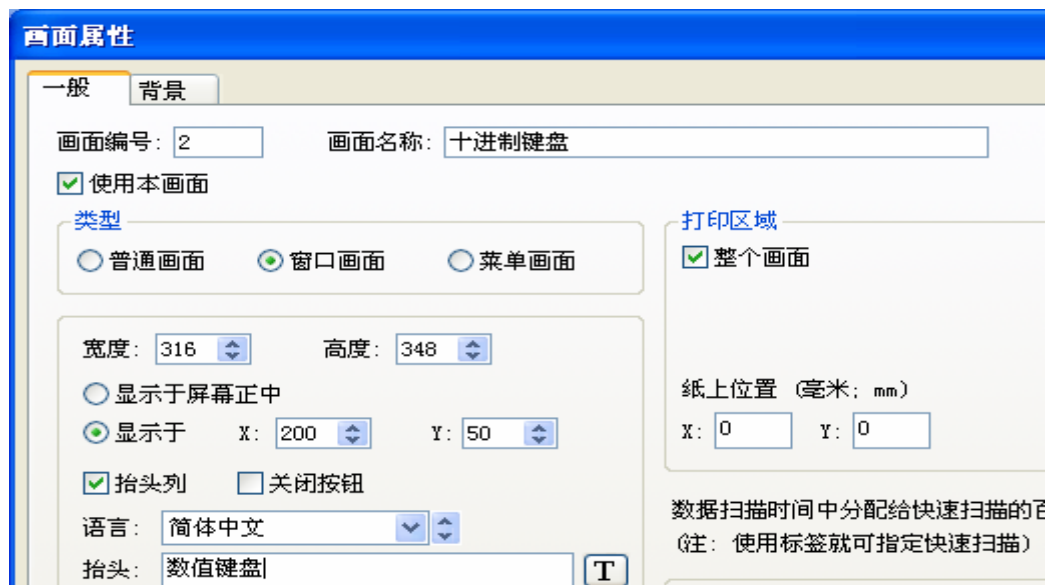 画面属性
一般 背景
画面编号: 2 画面名称: 十进制键盘
使用本画面
类型
普通画面 窗口画面 菜单画面
宽度: 316 高度: 348
显示于屏幕正中
显示于 X: 200 Y: 50
抬头列 关闭按钮
语言: 简体中文
抬头: 数值键盘 T
打印区域
整个画面
纸上位置 (毫米; mm)
X: 0 Y: 0
数据扫描时间中分配给快速扫描的百
(注: 使用标签就可指定快速扫描)